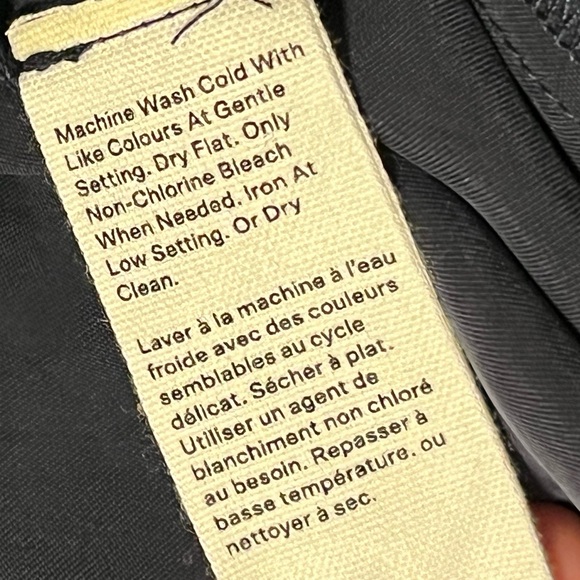 Machine Wash Cold With
Like Colours At Gentle
Setting. Dry Flat. Only
Non-Chlorine Bleach
When Needed. Iron At
Low Setting. Or Dry
Clean.
Laver à la machine à l'eau
froide avec des couleurs
semblables au cycle
délicat. Sécher à plat.
Utiliser un agent de
blanchiment non chloré
au besoin. Repasser à
basse température. ou
nettoyer à sec.